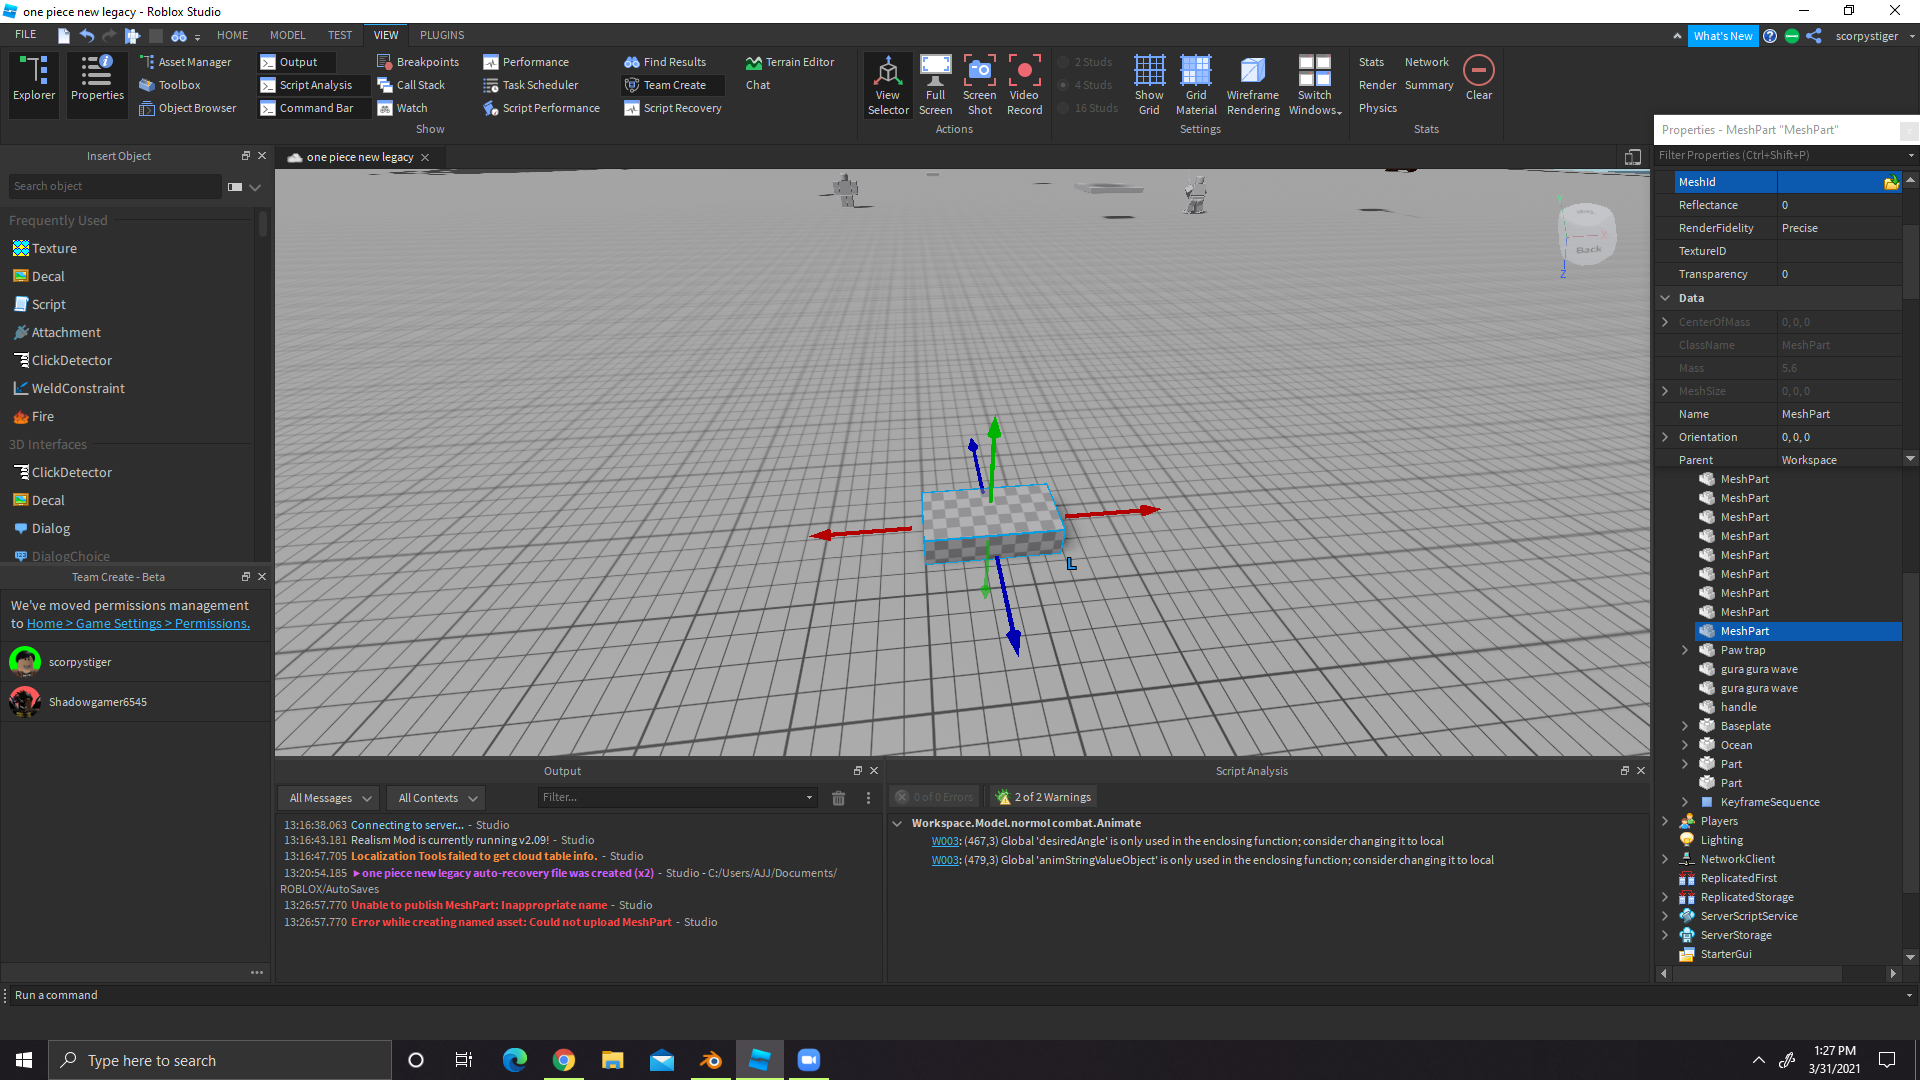 one piece new legacy - Roblox Studio
FILE HOME MODEL TEST VIEW PLUGINS What's New scorpystiger
Explorer
Properties
Asset Manager
Toolbox
Object Browser
Output
Script Analysis
Command Bar
Breakpoints
Call Stack
Watch
Performance
Task Scheduler
Script Performance
Find Results
Team Create
Script Recovery
Terrain Editor
Chat
Show
View Selector
Full Screen
Screen Shot
Video Record
Actions
2 Studs
4 Studs
16 Studs
Show Grid
Grid Material
Wireframe Rendering
Switch Windows
Settings
Stats Network
Render Summary
Physics
Clear
Stats
Insert Object
Search object
Frequently Used
Texture
Decal
Script
Attachment
ClickDetector
WeldConstraint
Fire
3D Interfaces
ClickDetector
Decal
Dialog
DialogChoice
Team Create - Beta
We've moved permissions management
to Home > Game Settings > Permissions.
scorpystiger
Shadowgamer6545
one piece new legacy
Y
X
Back
Z
L
Properties - MeshPart "MeshPart"
Filter Properties (Ctrl+Shift+P)
MeshId
Reflectance 0
RenderFidelity Precise
TextureID
Transparency 0
Data
CenterOfMass 0, 0, 0
ClassName MeshPart
Mass 5.6
MeshSize 0, 0, 0
Name MeshPart
Orientation 0, 0, 0
Parent Workspace
MeshPart
MeshPart
MeshPart
MeshPart
MeshPart
MeshPart
MeshPart
MeshPart
MeshPart
Paw trap
gura gura wave
gura gura wave
handle
Baseplate
Ocean
Part
Part
KeyframeSequence
Players
Lighting
NetworkClient
ReplicatedFirst
ReplicatedStorage
ServerScriptService
ServerStorage
StarterGui
Output
All Messages All Contexts Filter...
13:16:38.063 Connecting to server... - Studio
13:16:43.181 Realism Mod is currently running v2.09! - Studio
13:16:47.705 Localization Tools failed to get cloud table info. - Studio
13:20:54.185 one piece new legacy auto-recovery file was created (x2) - Studio - C:/Users/AJJ/Documents/
ROBLOX/AutoSaves
13:26:57.770 Unable to publish MeshPart: Inappropriate name - Studio
13:26:57.770 Error while creating named asset: Could not upload MeshPart - Studio
Script Analysis
0 of 0 Errors 2 of 2 Warnings
Workspace.Model.normol combat.Animate
W003: (467,3) Global 'desiredAngle' is only used in the enclosing function; consider changing it to local
W003: (479,3) Global 'animStringValueObject' is only used in the enclosing function; consider changing it to local
Run a command
Type here to search
1:27 PM
3/31/2021